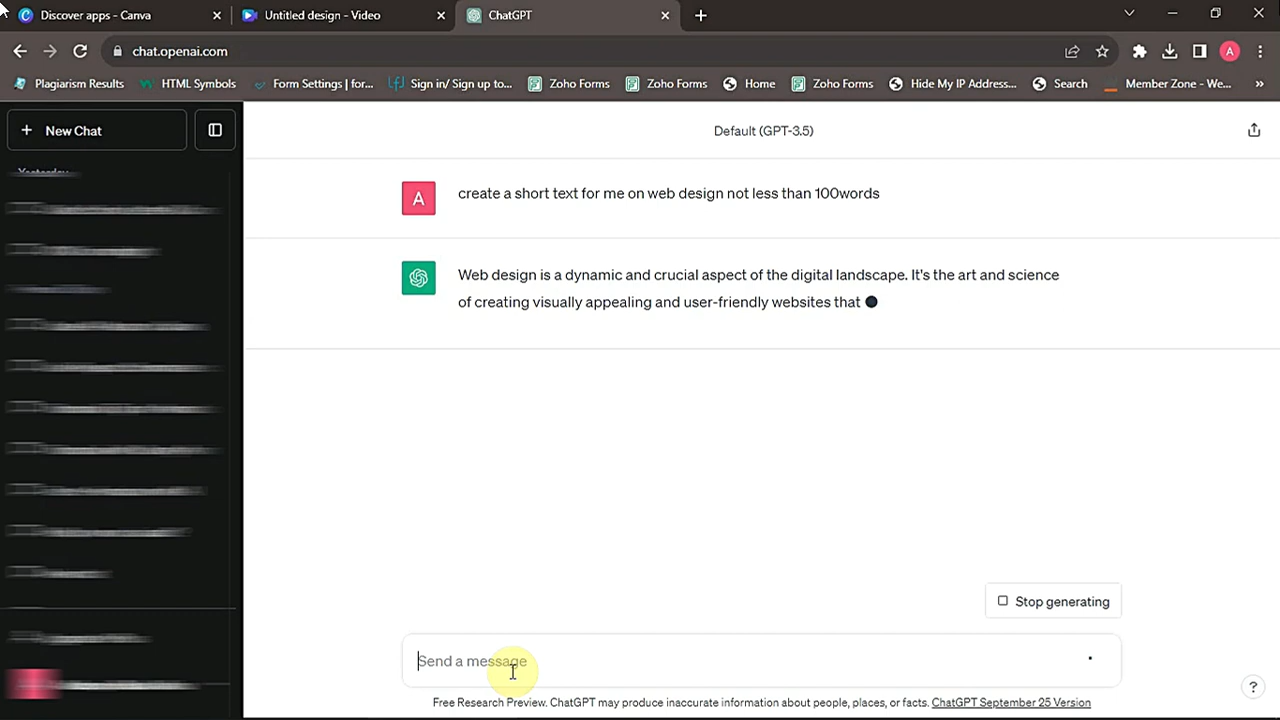 Discover apps - Canva
Untitled design - Video
ChatGPT
chat.openai.com
A
Plagiarism Results
HTML Symbols
Form Settings | for...
Sign in/ Sign up to...
Zoho Forms
Zoho Forms
Home
Zoho Forms
Hide My IP Address...
Search
Member Zone - We...
New Chat
Default (GPT-3.5)
Yesterday
A
create a short text for me on web design not less than 100words
Web design is a dynamic and crucial aspect of the digital landscape. It's the art and science
of creating visually appealing and user-friendly websites that
Stop generating
Send a message
Free Research Preview. ChatGPT may produce inaccurate information about people, places, or facts. ChatGPT September 25 Version
?